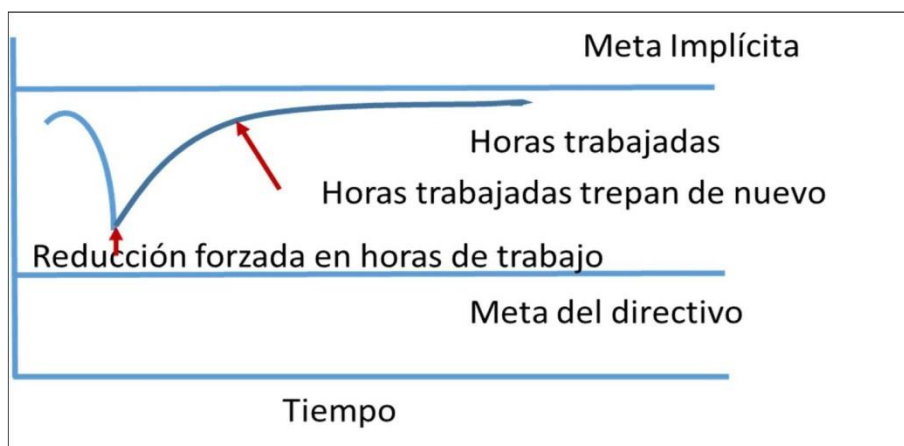 Meta Implícita
Horas trabajadas
Horas trabajadas trepan de nuevo
Reducción forzada en horas de trabajo
Meta del directivo
Tiempo